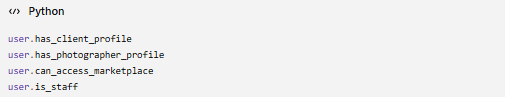 </> Python
user.has_client_profile
user.has_photographer_profile
user.can_access_marketplace
user.is_staff